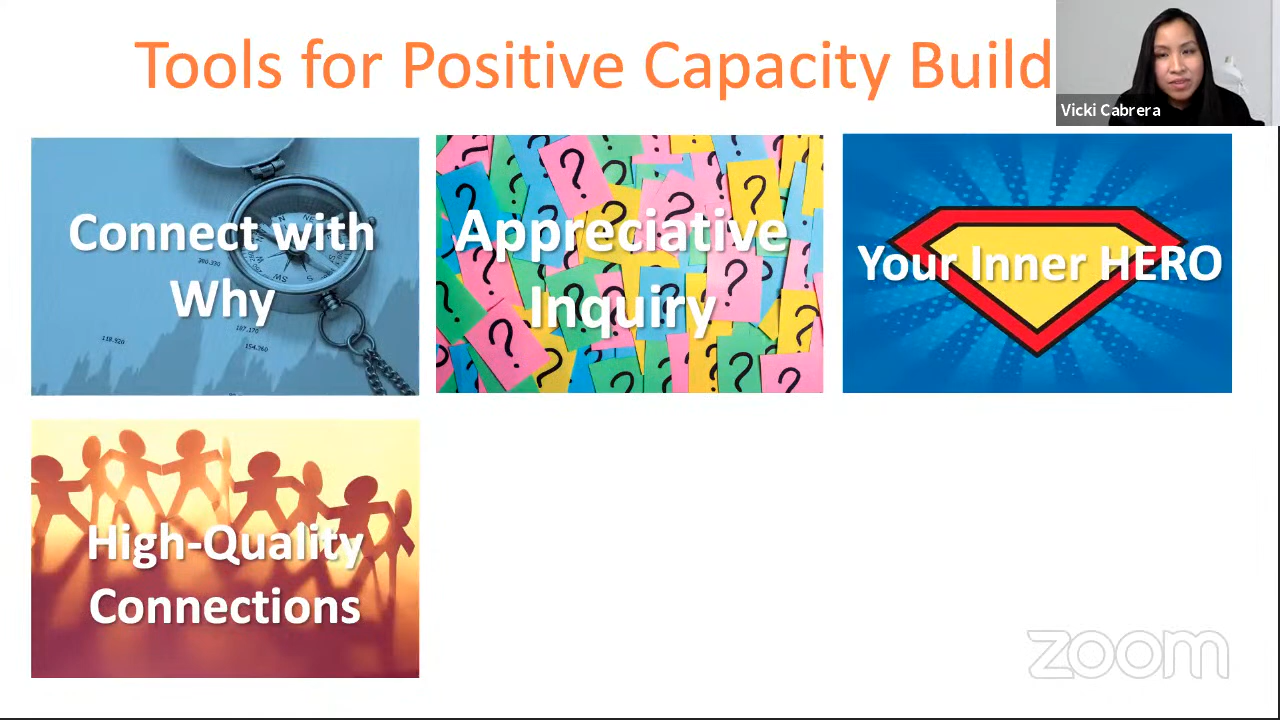 Tools for Positive Capacity Build
Vicki Cabrera
Connect with
Why
Appreciative
Inquiry
Your Inner HERO
High-Quality
Connections
zoom